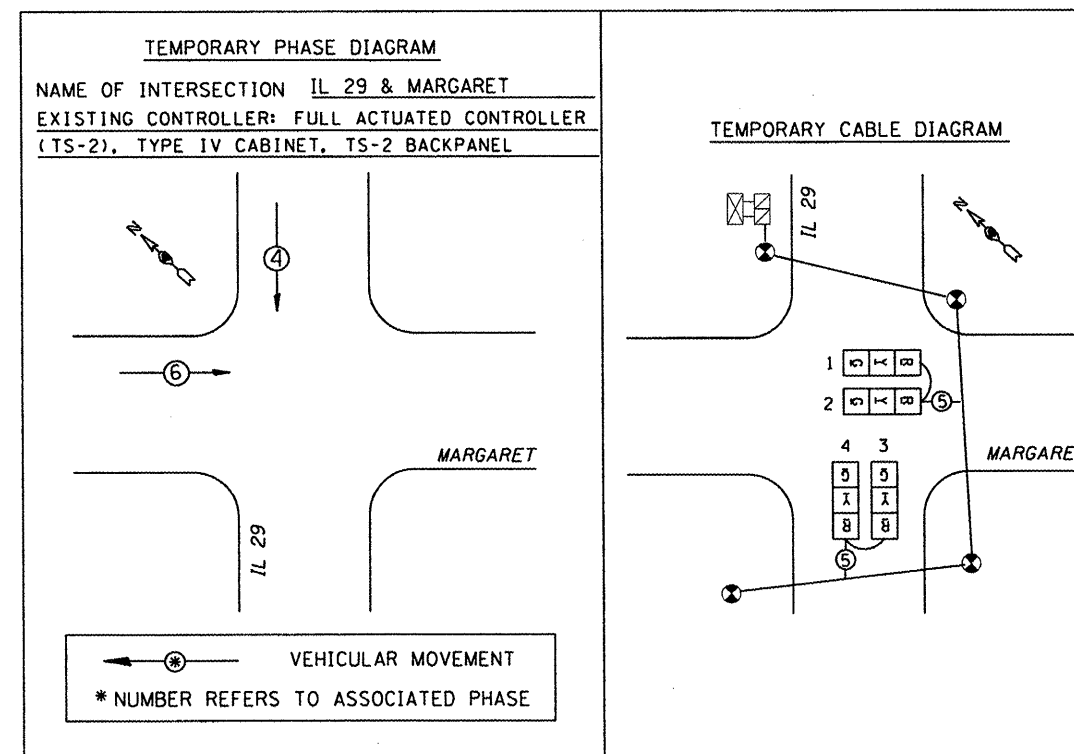 TEMPORARY PHASE DIAGRAM
NAME OF INTERSECTION IL 29 & MARGARET
EXISTING CONTROLLER: FULL ACTUATED CONTROLLER
(TS-2), TYPE IV CABINET, TS-2 BACKPANEL
N
4
6
MARGARET
IL 29
VEHICULAR MOVEMENT
* NUMBER REFERS TO ASSOCIATED PHASE
TEMPORARY CABLE DIAGRAM
IL 29
N
1 G Y R
2 G Y R 5
4 3
G G
Y Y
R R
5
MARGARE